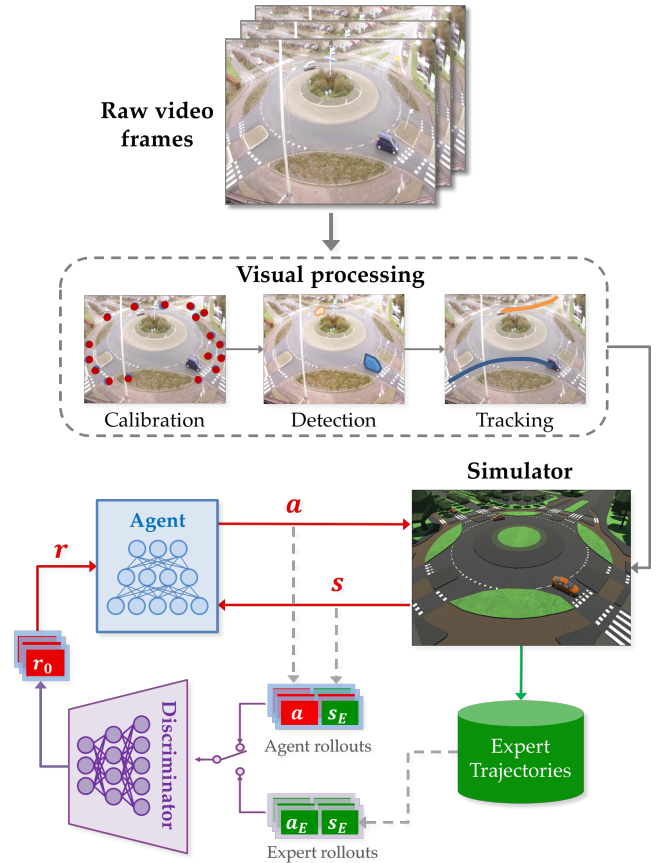 Raw video
frames
Visual processing
Calibration
Detection
Tracking
Simulator
Agent
a
r
s
r0
Discriminator
a sE
Agent rollouts
aE sE
Expert rollouts
Expert
Trajectories